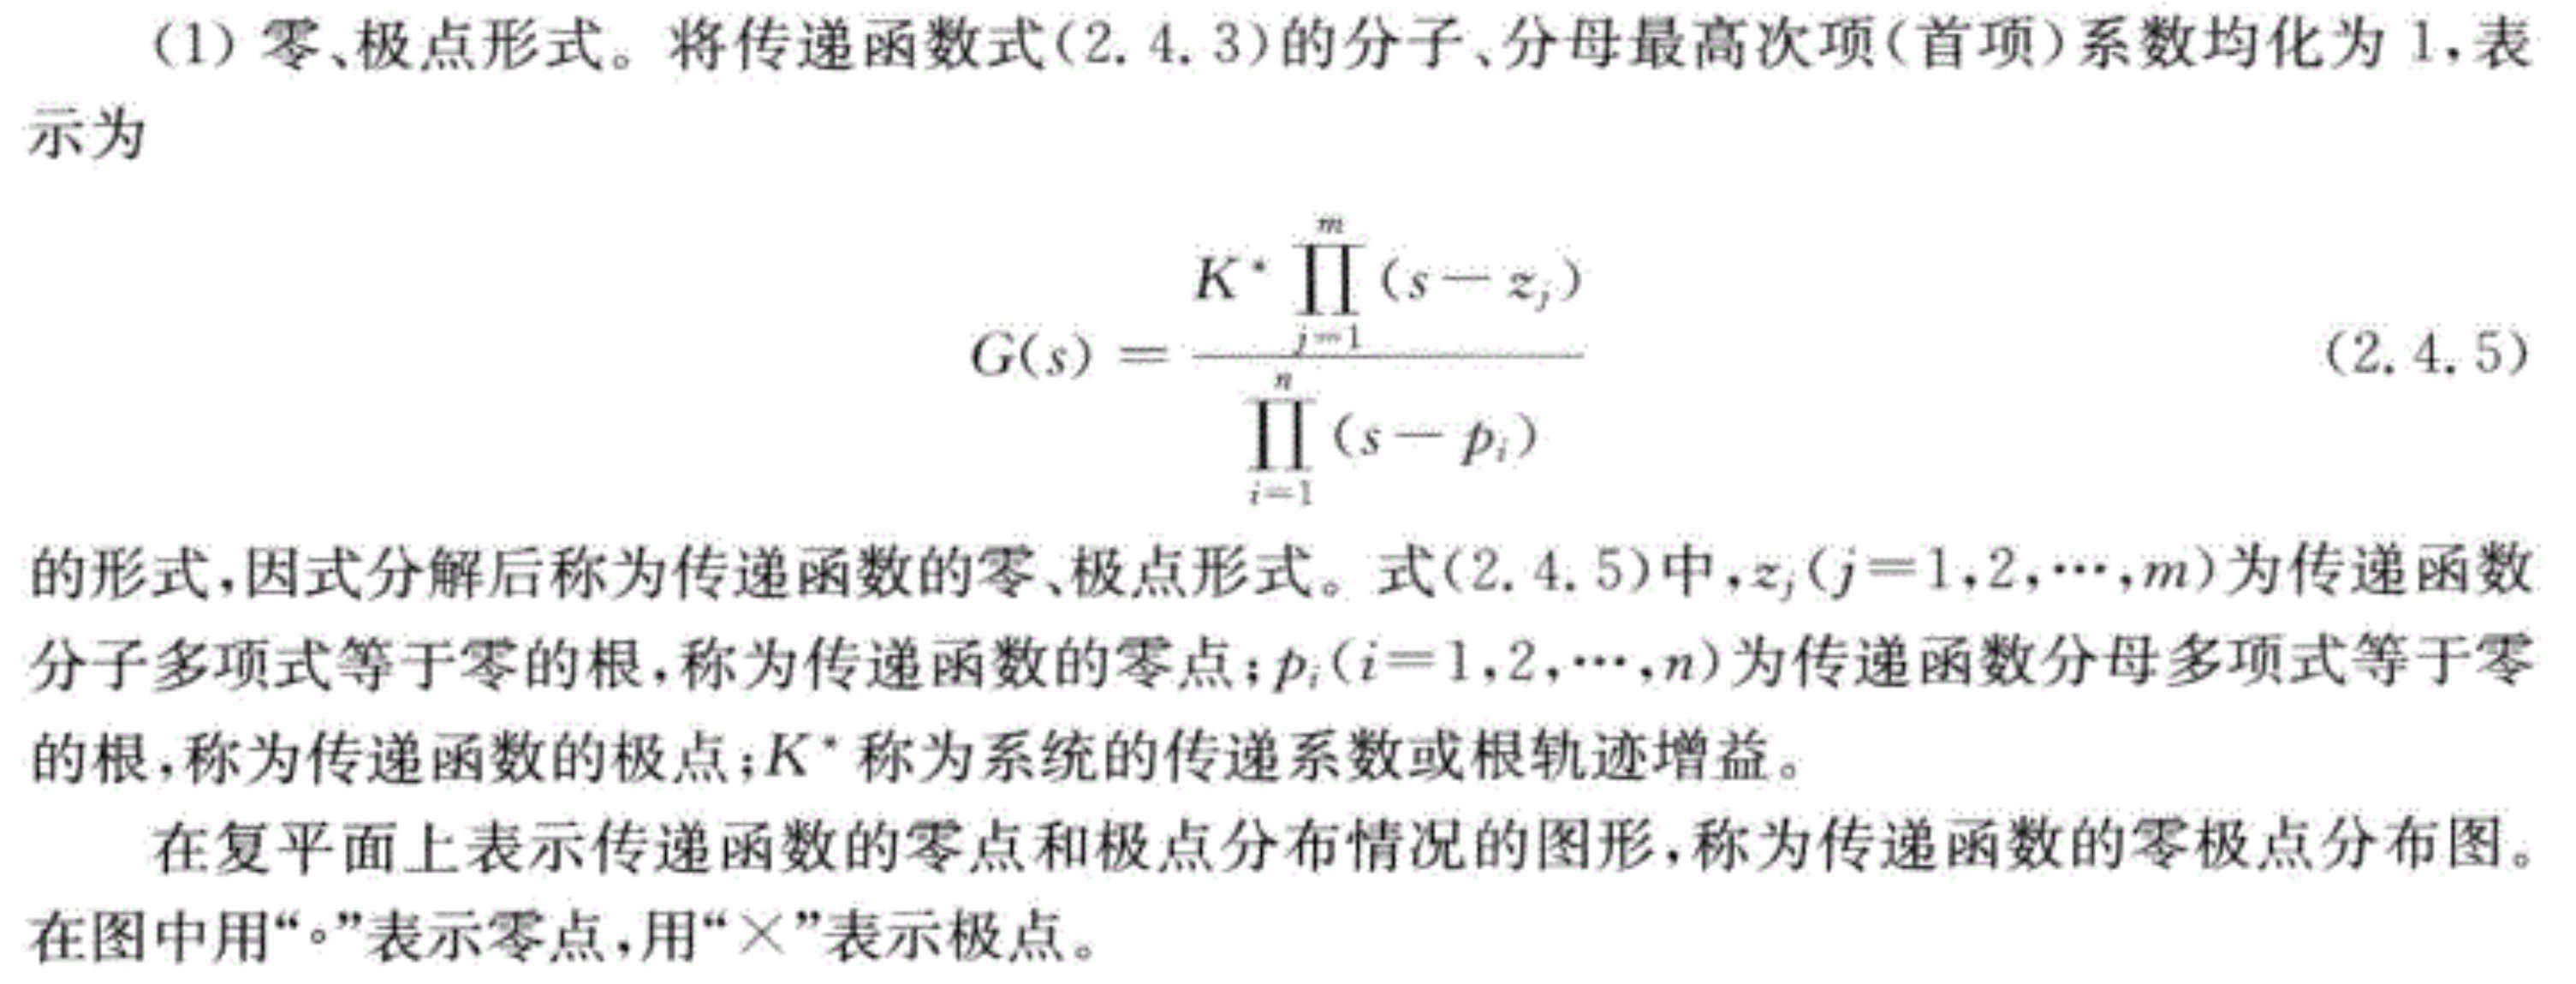 (1) 零、极点形式。将传递函数式(2.4.3)的分子、分母最高次项(首项)系数均化为 1,表
示为
G(s) = \frac{K^* \prod_{j=1}^{m} (s - z_j)}{\prod_{i=1}^{n} (s - p_i)} (2.4.5)
的形式,因式分解后称为传递函数的零、极点形式。式(2.4.5)中,z_j(j=1,2,…,m)为传递函数
分子多项式等于零的根,称为传递函数的零点;p_i(i=1,2,…,n)为传递函数分母多项式等于零
的根,称为传递函数的极点;K^*称为系统的传递系数或根轨迹增益。
在复平面上表示传递函数的零点和极点分布情况的图形,称为传递函数的零极点分布图。
在图中用“∘”表示零点,用“×”表示极点。